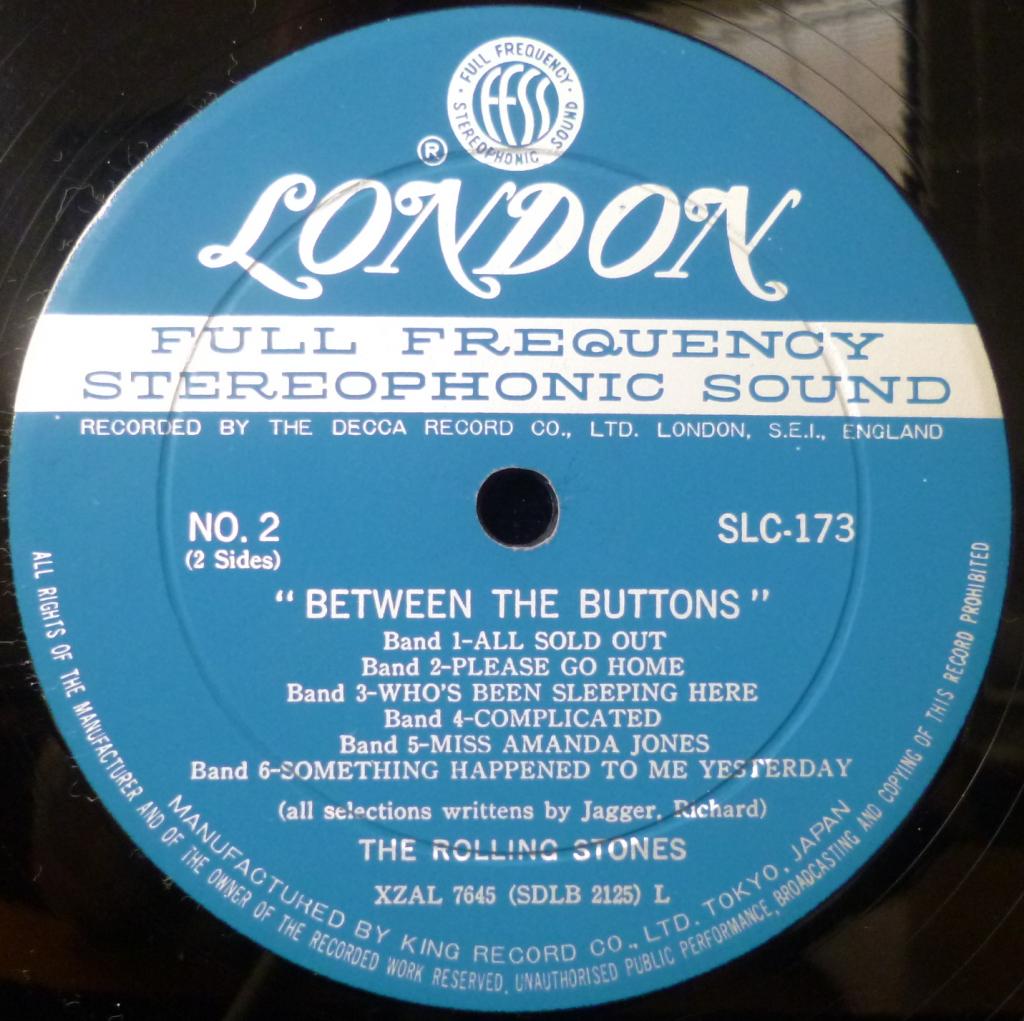 FULL FREQUENCY
ffss
STEREOPHONIC SOUND
®
LONDON
FULL FREQUENCY
STEREOPHONIC SOUND
RECORDED BY THE DECCA RECORD CO., LTD. LONDON, S.E.I., ENGLAND
NO. 2
SLC-173
(2 Sides)
"BETWEEN THE BUTTONS"
Band 1-ALL SOLD OUT
Band 2-PLEASE GO HOME
Band 3-WHO'S BEEN SLEEPING HERE
Band 4-COMPLICATED
Band 5-MISS AMANDA JONES
Band 6-SOMETHING HAPPENED TO ME YESTERDAY
(all selections writtens by Jagger, Richard)
THE ROLLING STONES
XZAL 7645 (SDLB 2125) L
MANUFACTURED BY KING RECORD CO., LTD. TOKYO, JAPAN
ALL RIGHTS OF THE MANUFACTURER AND OF THE OWNER OF THE RECORDED WORK RESERVED. UNAUTHORISED PUBLIC PERFORMANCE, BROADCASTING AND COPYING OF THIS RECORD PROHIBITED